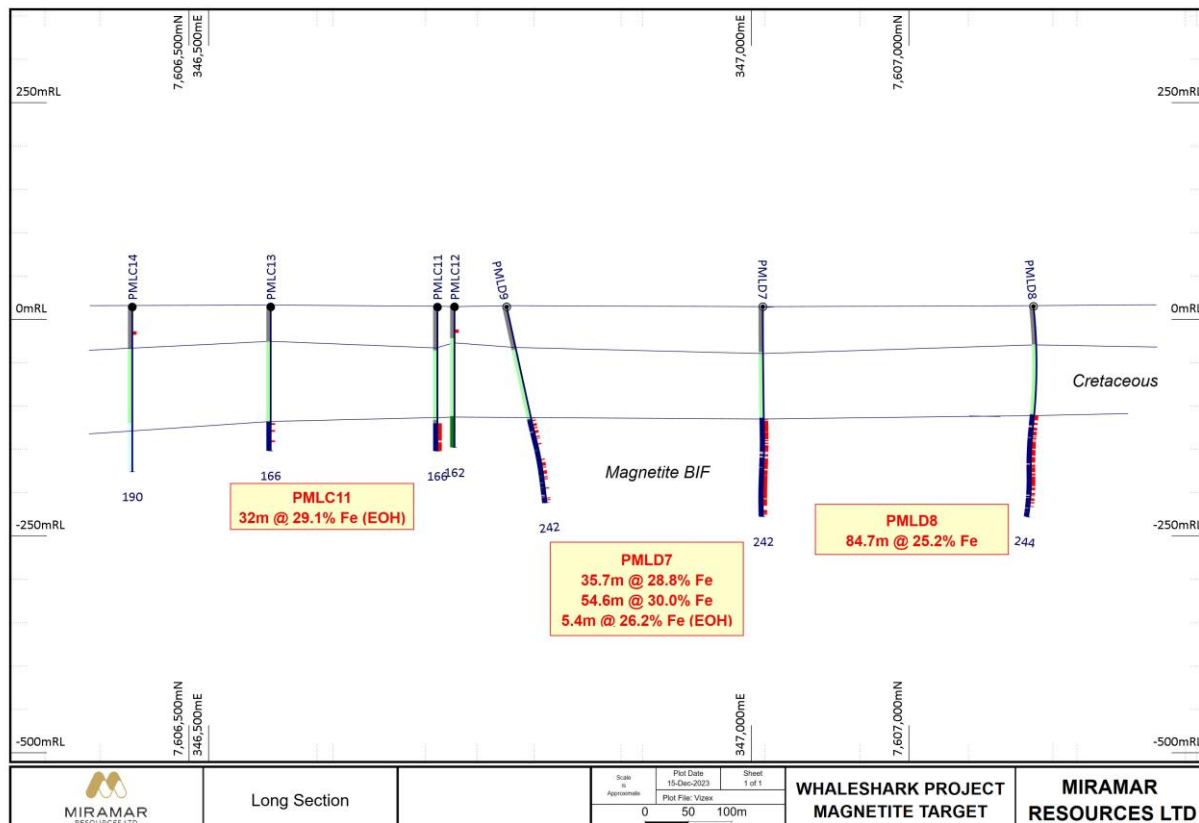 7,606,500mN
346,500mE
347,000mE
7,607,000mN
250mRL
250mRL
PMLC14
PMLC13
PMLC11
PMLC12
PMLD9
PMLD7
PMLD8
0mRL
0mRL
Cretaceous
190
166
166
162
Magnetite BIF
242
242
244
PMLC11
32m @ 29.1% Fe (EOH)
PMLD8
84.7m @ 25.2% Fe
-250mRL
-250mRL
PMLD7
35.7m @ 28.8% Fe
54.6m @ 30.0% Fe
5.4m @ 26.2% Fe (EOH)
-500mRL
-500mRL
7,606,500mN
346,500mE
347,000mE
7,607,000mN
MIRAMAR
RESOURCES LTD
Long Section
Scale
is
Approximate
Plot Date
15-Dec-2023
Sheet
1 of 1
Plot File: Vizex
0 50 100m
WHALESHARK PROJECT
MAGNETITE TARGET
MIRAMAR
RESOURCES LTD